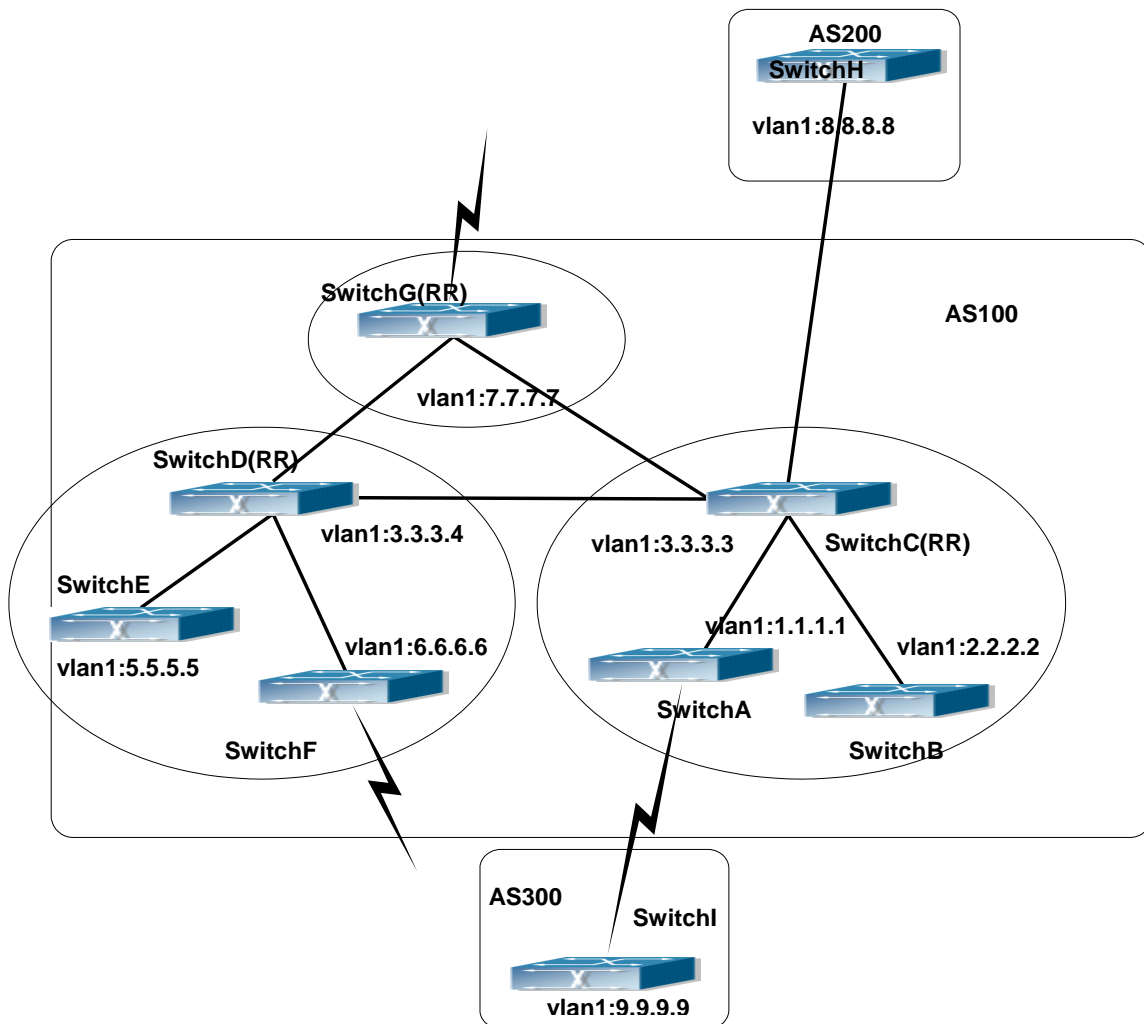 AS200
SwitchH
vlan1:8.8.8.8
SwitchG(RR)
AS100
vlan1:7.7.7.7
SwitchD(RR)
vlan1:3.3.3.4
vlan1:3.3.3.3
SwitchC(RR)
SwitchE
vlan1:5.5.5.5
vlan1:6.6.6.6
vlan1:1.1.1.1
vlan1:2.2.2.2
SwitchA
SwitchF
SwitchB
AS300
SwitchI
vlan1:9.9.9.9